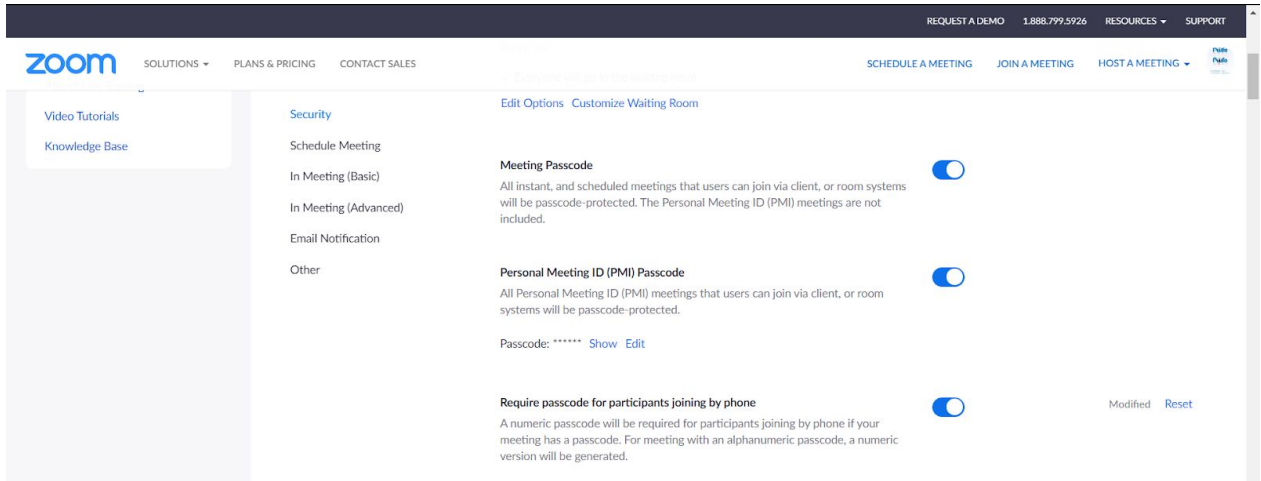 REQUEST A DEMO 1.888.799.5926 RESOURCES SUPPORT
zoom SOLUTIONS PLANS & PRICING CONTACT SALES SCHEDULE A MEETING JOIN A MEETING HOST A MEETING
Video Tutorials
Knowledge Base
Security
Schedule Meeting
In Meeting (Basic)
In Meeting (Advanced)
Email Notification
Other
Edit Options Customize Waiting Room
Meeting Passcode
All instant, and scheduled meetings that users can join via client, or room systems
will be passcode-protected. The Personal Meeting ID (PMI) meetings are not
included.
Personal Meeting ID (PMI) Passcode
All Personal Meeting ID (PMI) meetings that users can join via client, or room
systems will be passcode-protected.
Passcode: ****** Show Edit
Require passcode for participants joining by phone
Modified Reset
A numeric passcode will be required for participants joining by phone if your
meeting has a passcode. For meeting with an alphanumeric passcode, a numeric
version will be generated.